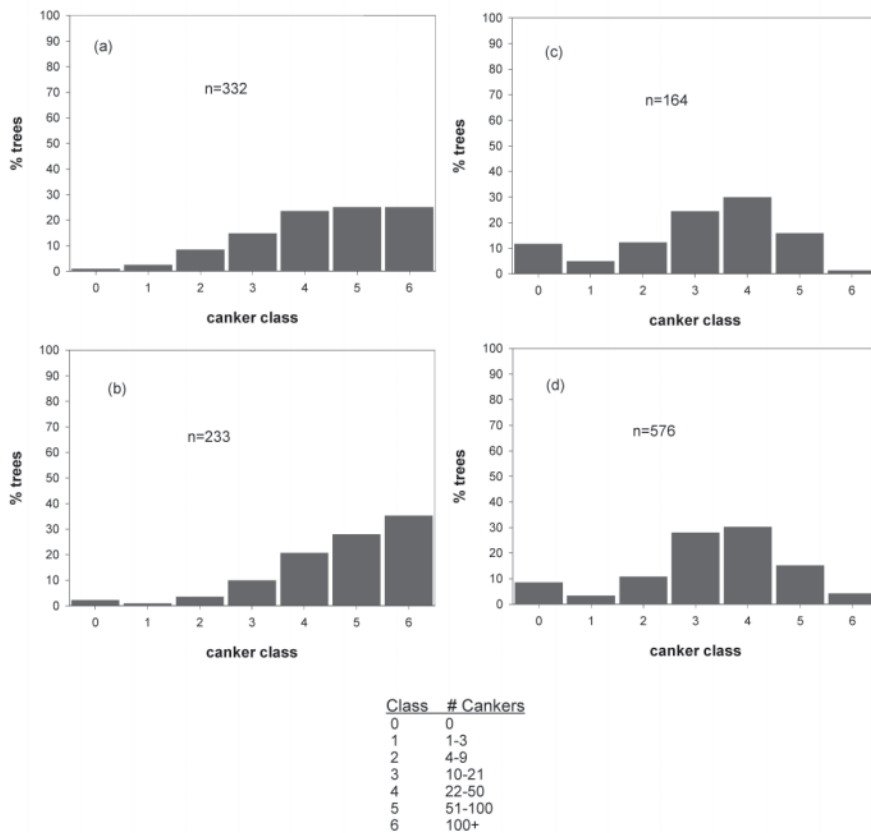 100
90
80
70
60
50
40
30
20
10
0
% trees
(a)
n=332
0 1 2 3 4 5 6
canker class
100
90
80
70
60
50
40
30
20
10
0
% trees
(c)
n=164
0 1 2 3 4 5 6
canker class
100
90
80
70
60
50
40
30
20
10
0
% trees
(b)
n=233
0 1 2 3 4 5 6
canker class
100
90
80
70
60
50
40
30
20
10
0
% trees
(d)
n=576
0 1 2 3 4 5 6
canker class
Class # Cankers
0 0
1 1-3
2 4-9
3 10-21
4 22-50
5 51-100
6 100+